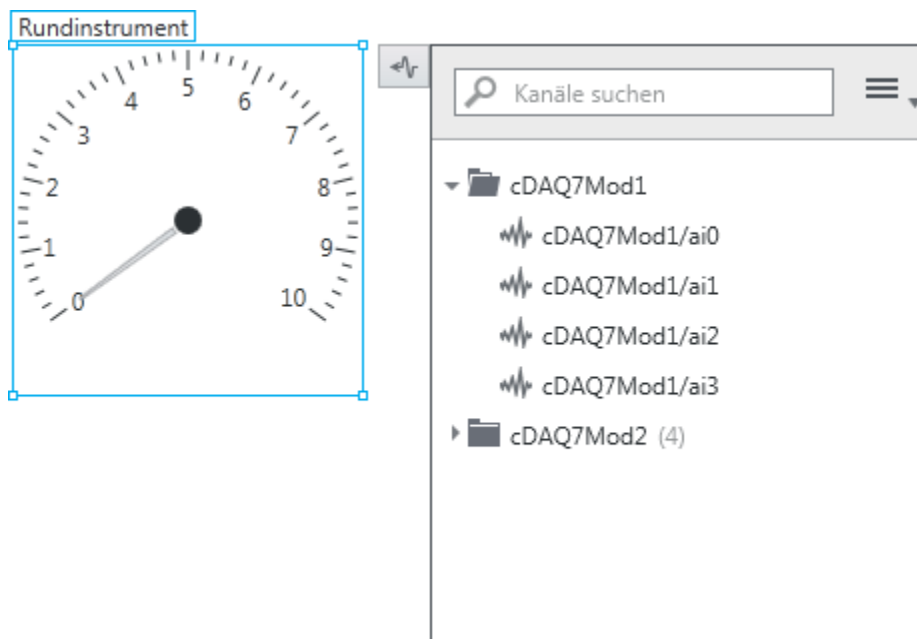 Rundinstrument
0
1
2
3
4
5
6
7
8
9
10
Kanäle suchen
cDAQ7Mod1
cDAQ7Mod1/ai0
cDAQ7Mod1/ai1
cDAQ7Mod1/ai2
cDAQ7Mod1/ai3
cDAQ7Mod2 (4)